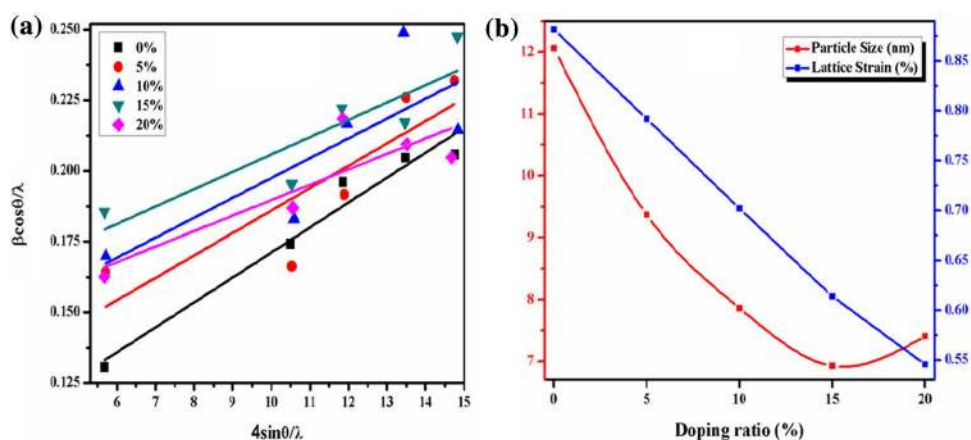 (a)
0.250
0.225
0.200
0.175
0.150
0.125
βcosθ/λ
0%
5%
10%
15%
20%
6 7 8 9 10 11 12 13 14 15
4sinθ/λ
(b)
12
11
10
9
8
7
Particle Size (nm)
Lattice Strain (%)
0.85
0.80
0.75
0.70
0.65
0.60
0.55
0 5 10 15 20
Doping ratio (%)